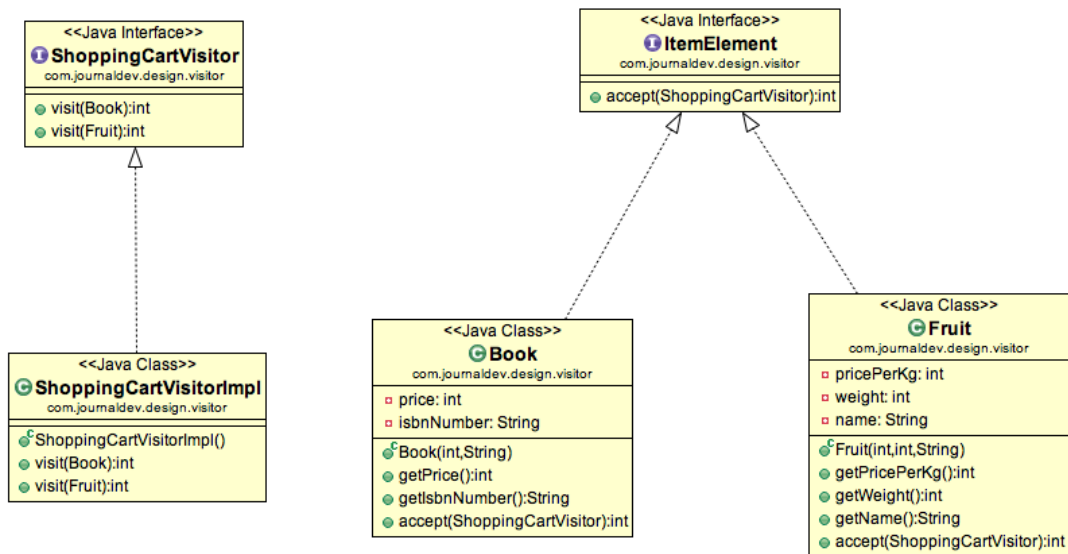 <<Java Interface>>
ShoppingCartVisitor
com.journaldev.design.visitor
visit(Book):int
visit(Fruit):int
<<Java Interface>>
ItemElement
com.journaldev.design.visitor
accept(ShoppingCartVisitor):int
<<Java Class>>
ShoppingCartVisitorImpl
com.journaldev.design.visitor
ShoppingCartVisitorImpl()
visit(Book):int
visit(Fruit):int
<<Java Class>>
Book
com.journaldev.design.visitor
price: int
isbnNumber: String
Book(int,String)
getPrice():int
getIsbnNumber():String
accept(ShoppingCartVisitor):int
<<Java Class>>
Fruit
com.journaldev.design.visitor
pricePerKg: int
weight: int
name: String
Fruit(int,int,String)
getPricePerKg():int
getWeight():int
getName():String
accept(ShoppingCartVisitor):int